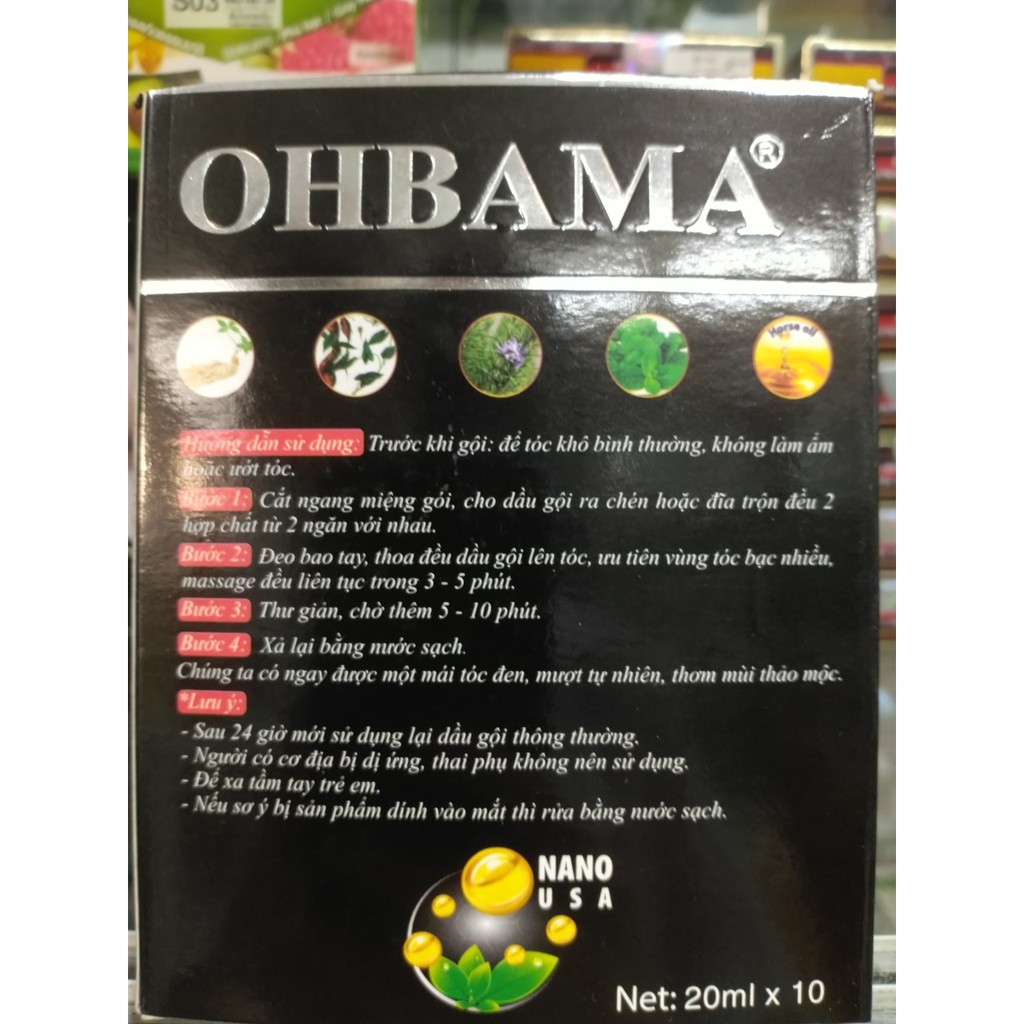 S03
OHBAMA®
Horse oil
Hướng dẫn sử dụng: Trước khi gội: để tóc khô bình thường, không làm ẩm
hoặc ướt tóc.
Bước 1: Cắt ngang miệng gói, cho dầu gội ra chén hoặc đĩa trộn đều 2
hợp chất từ 2 ngăn với nhau.
Bước 2: Đeo bao tay, thoa đều dầu gội lên tóc, ưu tiên vùng tóc bạc nhiều,
massage đều liên tục trong 3 - 5 phút.
Bước 3: Thư giản, chờ thêm 5 - 10 phút.
Bước 4: Xả lại bằng nước sạch.
Chúng ta có ngay được một mái tóc đen, mượt tự nhiên, thơm mùi thảo mộc.
*Lưu ý:
- Sau 24 giờ mới sử dụng lại dầu gội thông thường.
- Người có cơ địa bị dị ứng, thai phụ không nên sử dụng.
- Để xa tầm tay trẻ em.
- Nếu sơ ý bị sản phẩm dính vào mắt thì rửa bằng nước sạch.
NANO
USA
Net: 20ml x 10